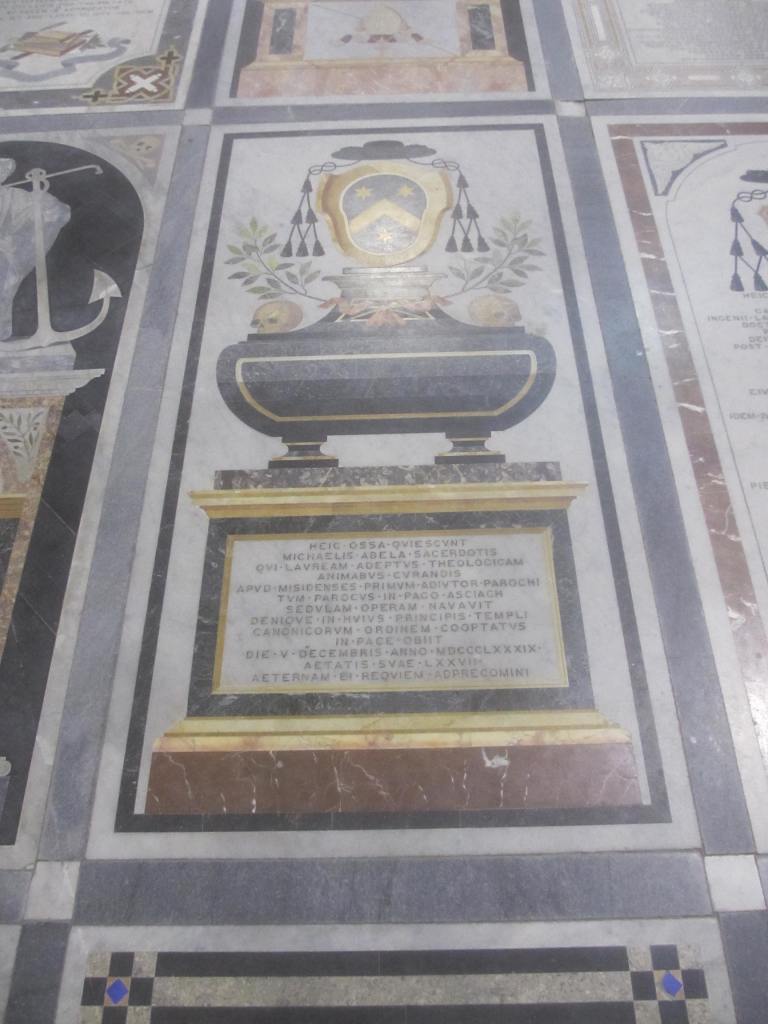 HEIC·OSSA·QVIESCVNT
MICHAELIS·ABELA·SACERDOTIS
QVI·LAVREAM·ADEPTVS·THEOLOGICAM
ANIMABVS·CVRANDIS
APVD·MISIDENSES·PRIMVM·ADIVTOR·PAROCHI
TVM·PAROCVS·IN·PAGO·ASCIACH
SEDVLAM·OPERAM·NAVAVIT
DENIQVE·IN·HVIVS·PRINCIPIS·TEMPLI
CANONICORVM·ORDINEM·COOPTATVS
IN·PACE·OBIIT
DIE·V·DECEMBRIS·ANNO·MDCCCLXXXIX·
AETATIS·SVAE·LXXVII·
AETERNAM·EI·REQVIEM·ADPRECOMINI
HEIC
POST